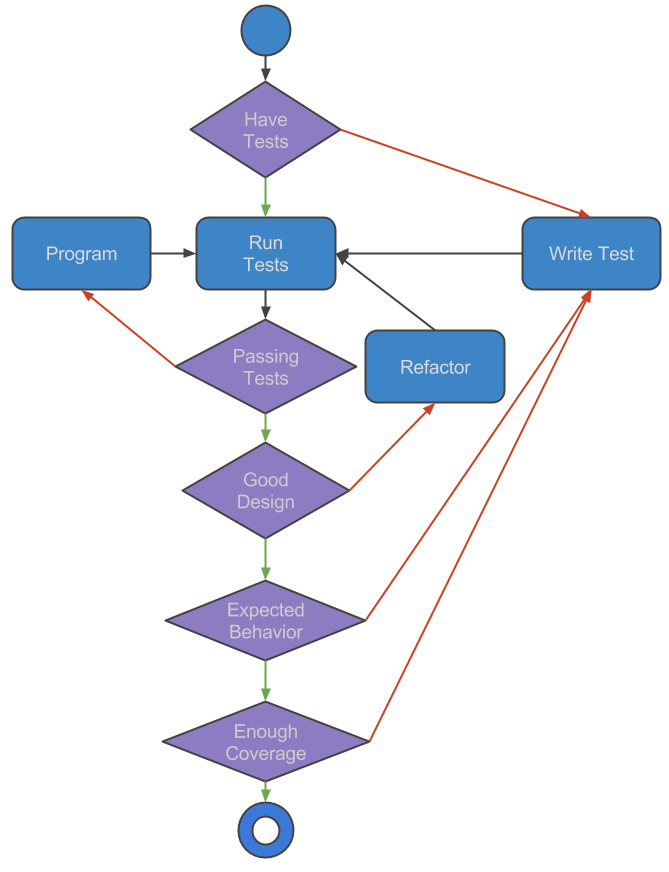 Have
Tests
Program
Run
Tests
Write Test
Passing
Tests
Refactor
Good
Design
Expected
Behavior
Enough
Coverage